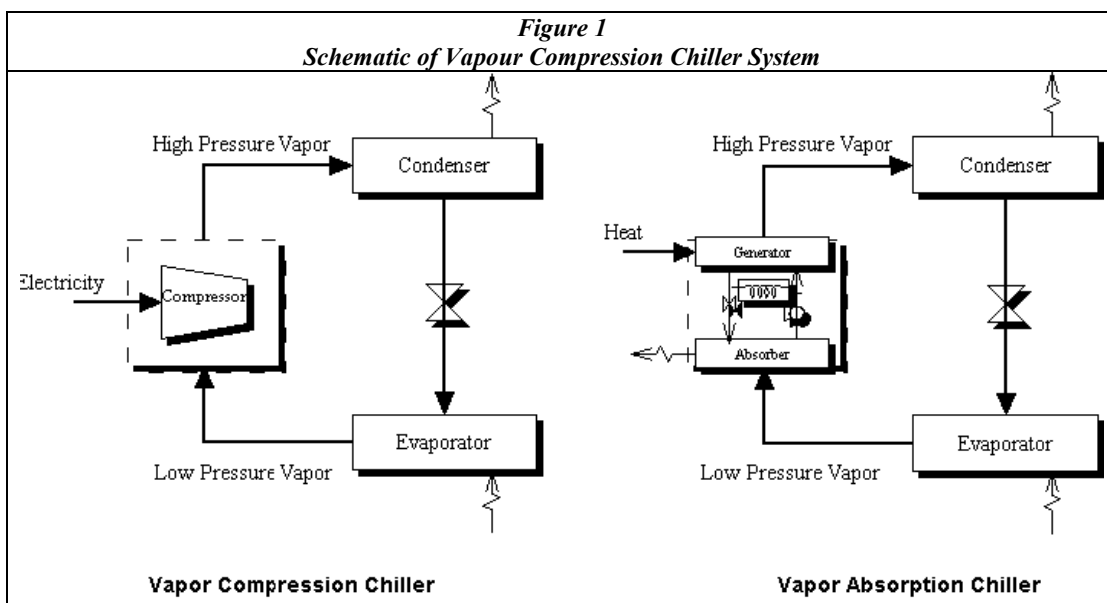 Figure 1
Schematic of Vapour Compression Chiller System
High Pressure Vapor
Condenser
Electricity
Compressor
Evaporator
Low Pressure Vapor
Vapor Compression Chiller
High Pressure Vapor
Condenser
Heat
Generator
Absorber
Evaporator
Low Pressure Vapor
Vapor Absorption Chiller